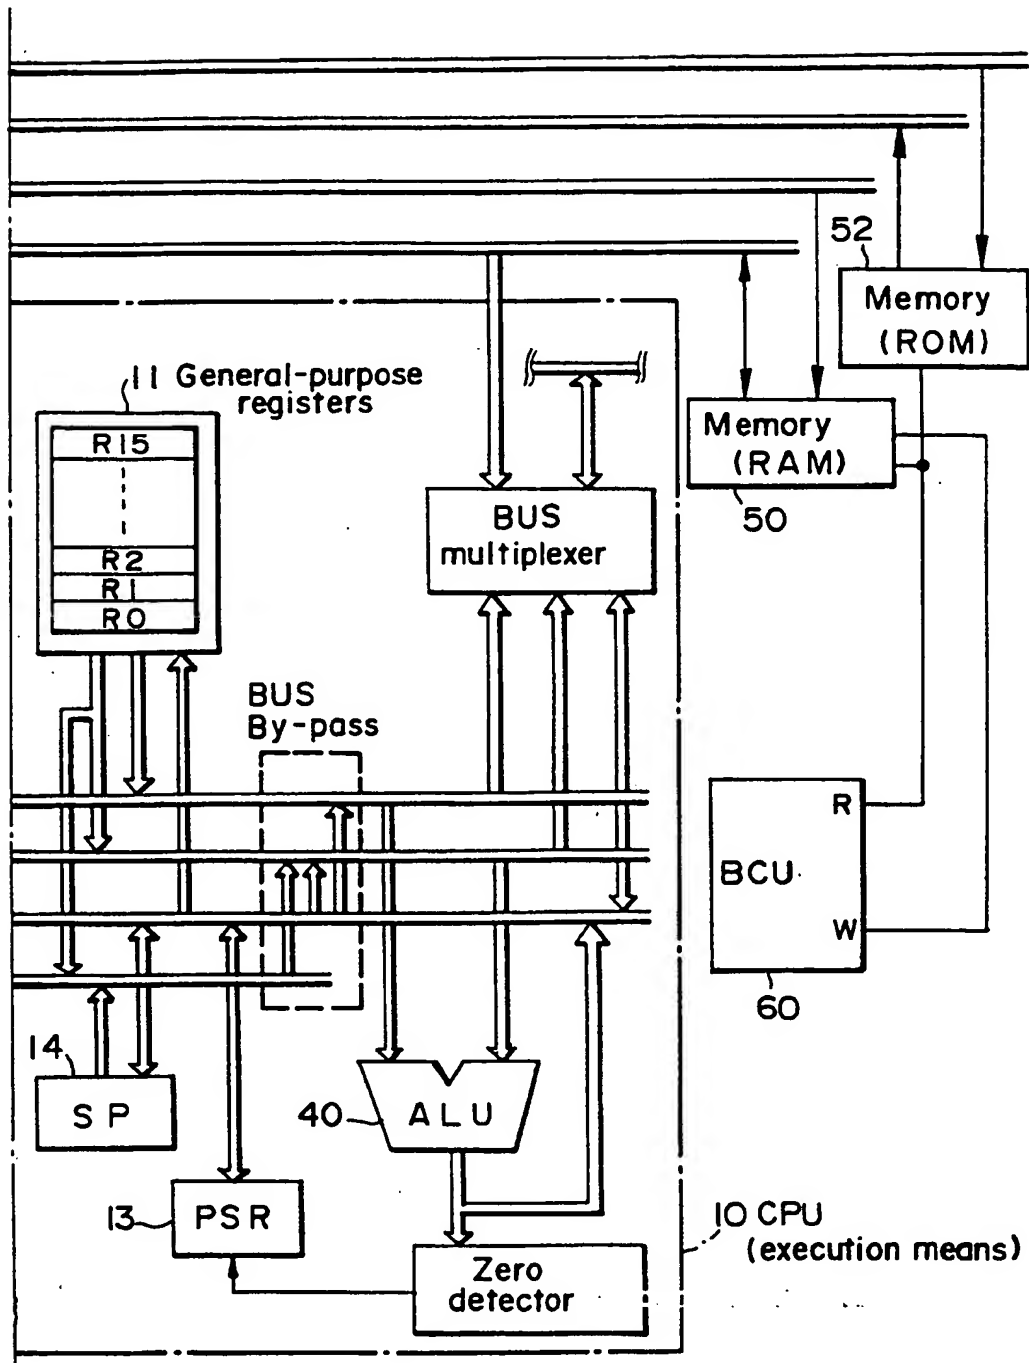 52
Memory
(ROM)
11 General-purpose
registers
R15
R2
R1
R0
BUS
multiplexer
Memory
(RAM)
50
BUS
By-pass
R
BCU
W
60
14
SP
40
ALU
13
PSR
Zero
detector
10 CPU
(execution means)